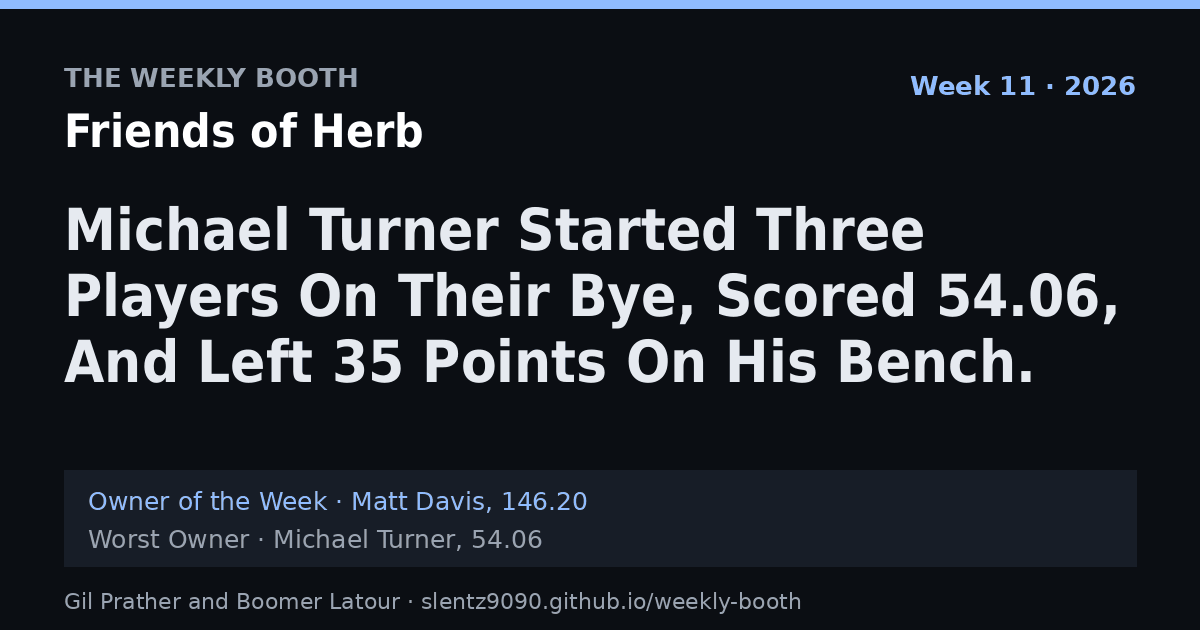 THE WEEKLY BOOTH
Week 11 · 2026
Friends of Herb
Michael Turner Started Three
Players On Their Bye, Scored 54.06,
And Left 35 Points On His Bench.
Owner of the Week · Matt Davis, 146.20
Worst Owner · Michael Turner, 54.06
Gil Prather and Boomer Latour · slentz9090.github.io/weekly-booth